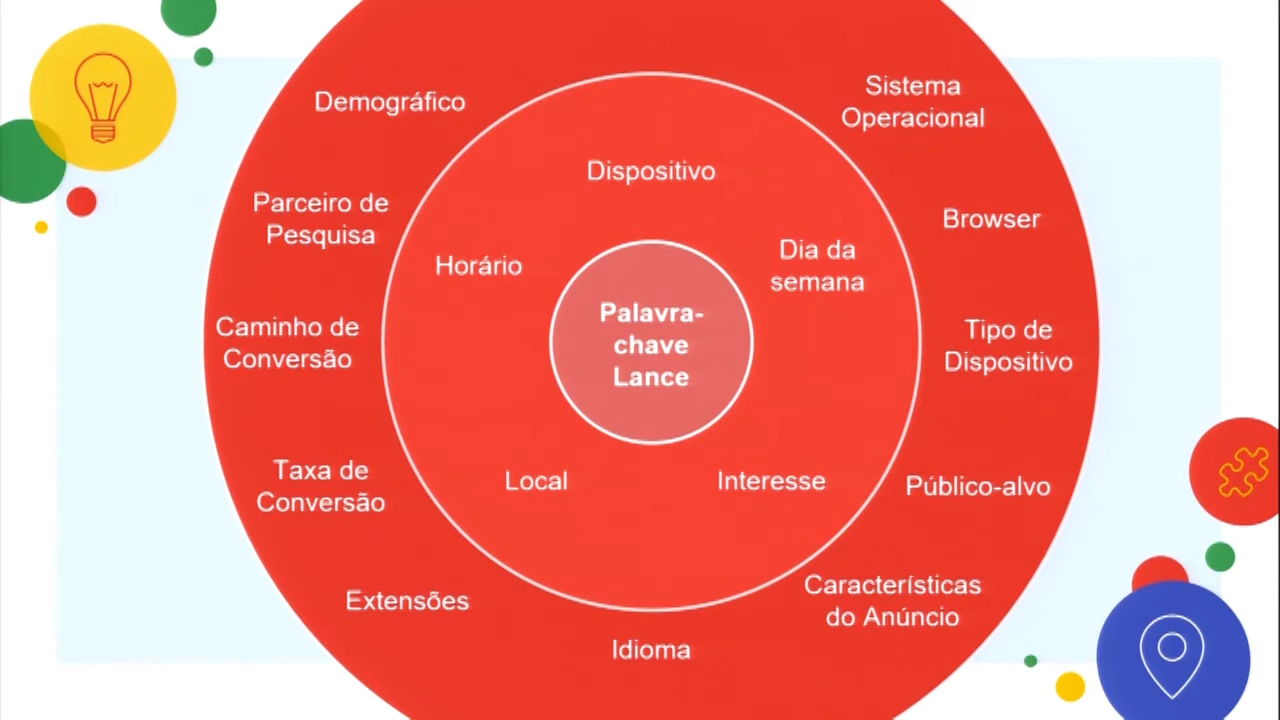 Demográfico
Sistema
Operacional
Dispositivo
Parceiro de
Pesquisa
Browser
Horário
Dia da
semana
Palavra-
chave
Lance
Caminho de
Conversão
Tipo de
Dispositivo
Taxa de
Conversão
Local
Interesse
Público-alvo
Extensões
Características
do Anúncio
Idioma